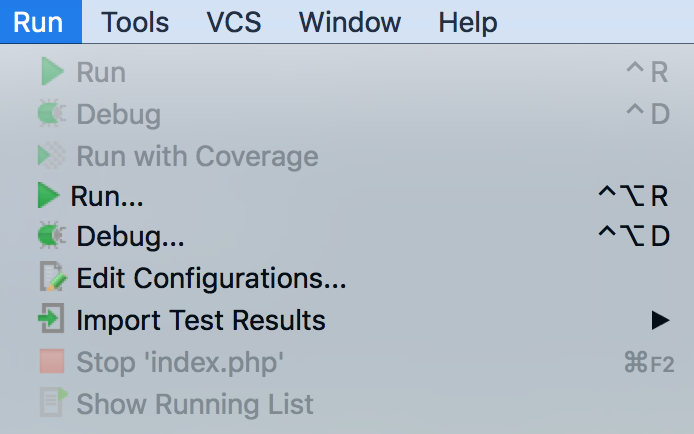 Run Tools VCS Window Help
Run ⌃R
Debug ⌃D
Run with Coverage
Run... ⌃⌥R
Debug... ⌃⌥D
Edit Configurations...
Import Test Results ▶
Stop 'index.php' ⌘F2
Show Running List